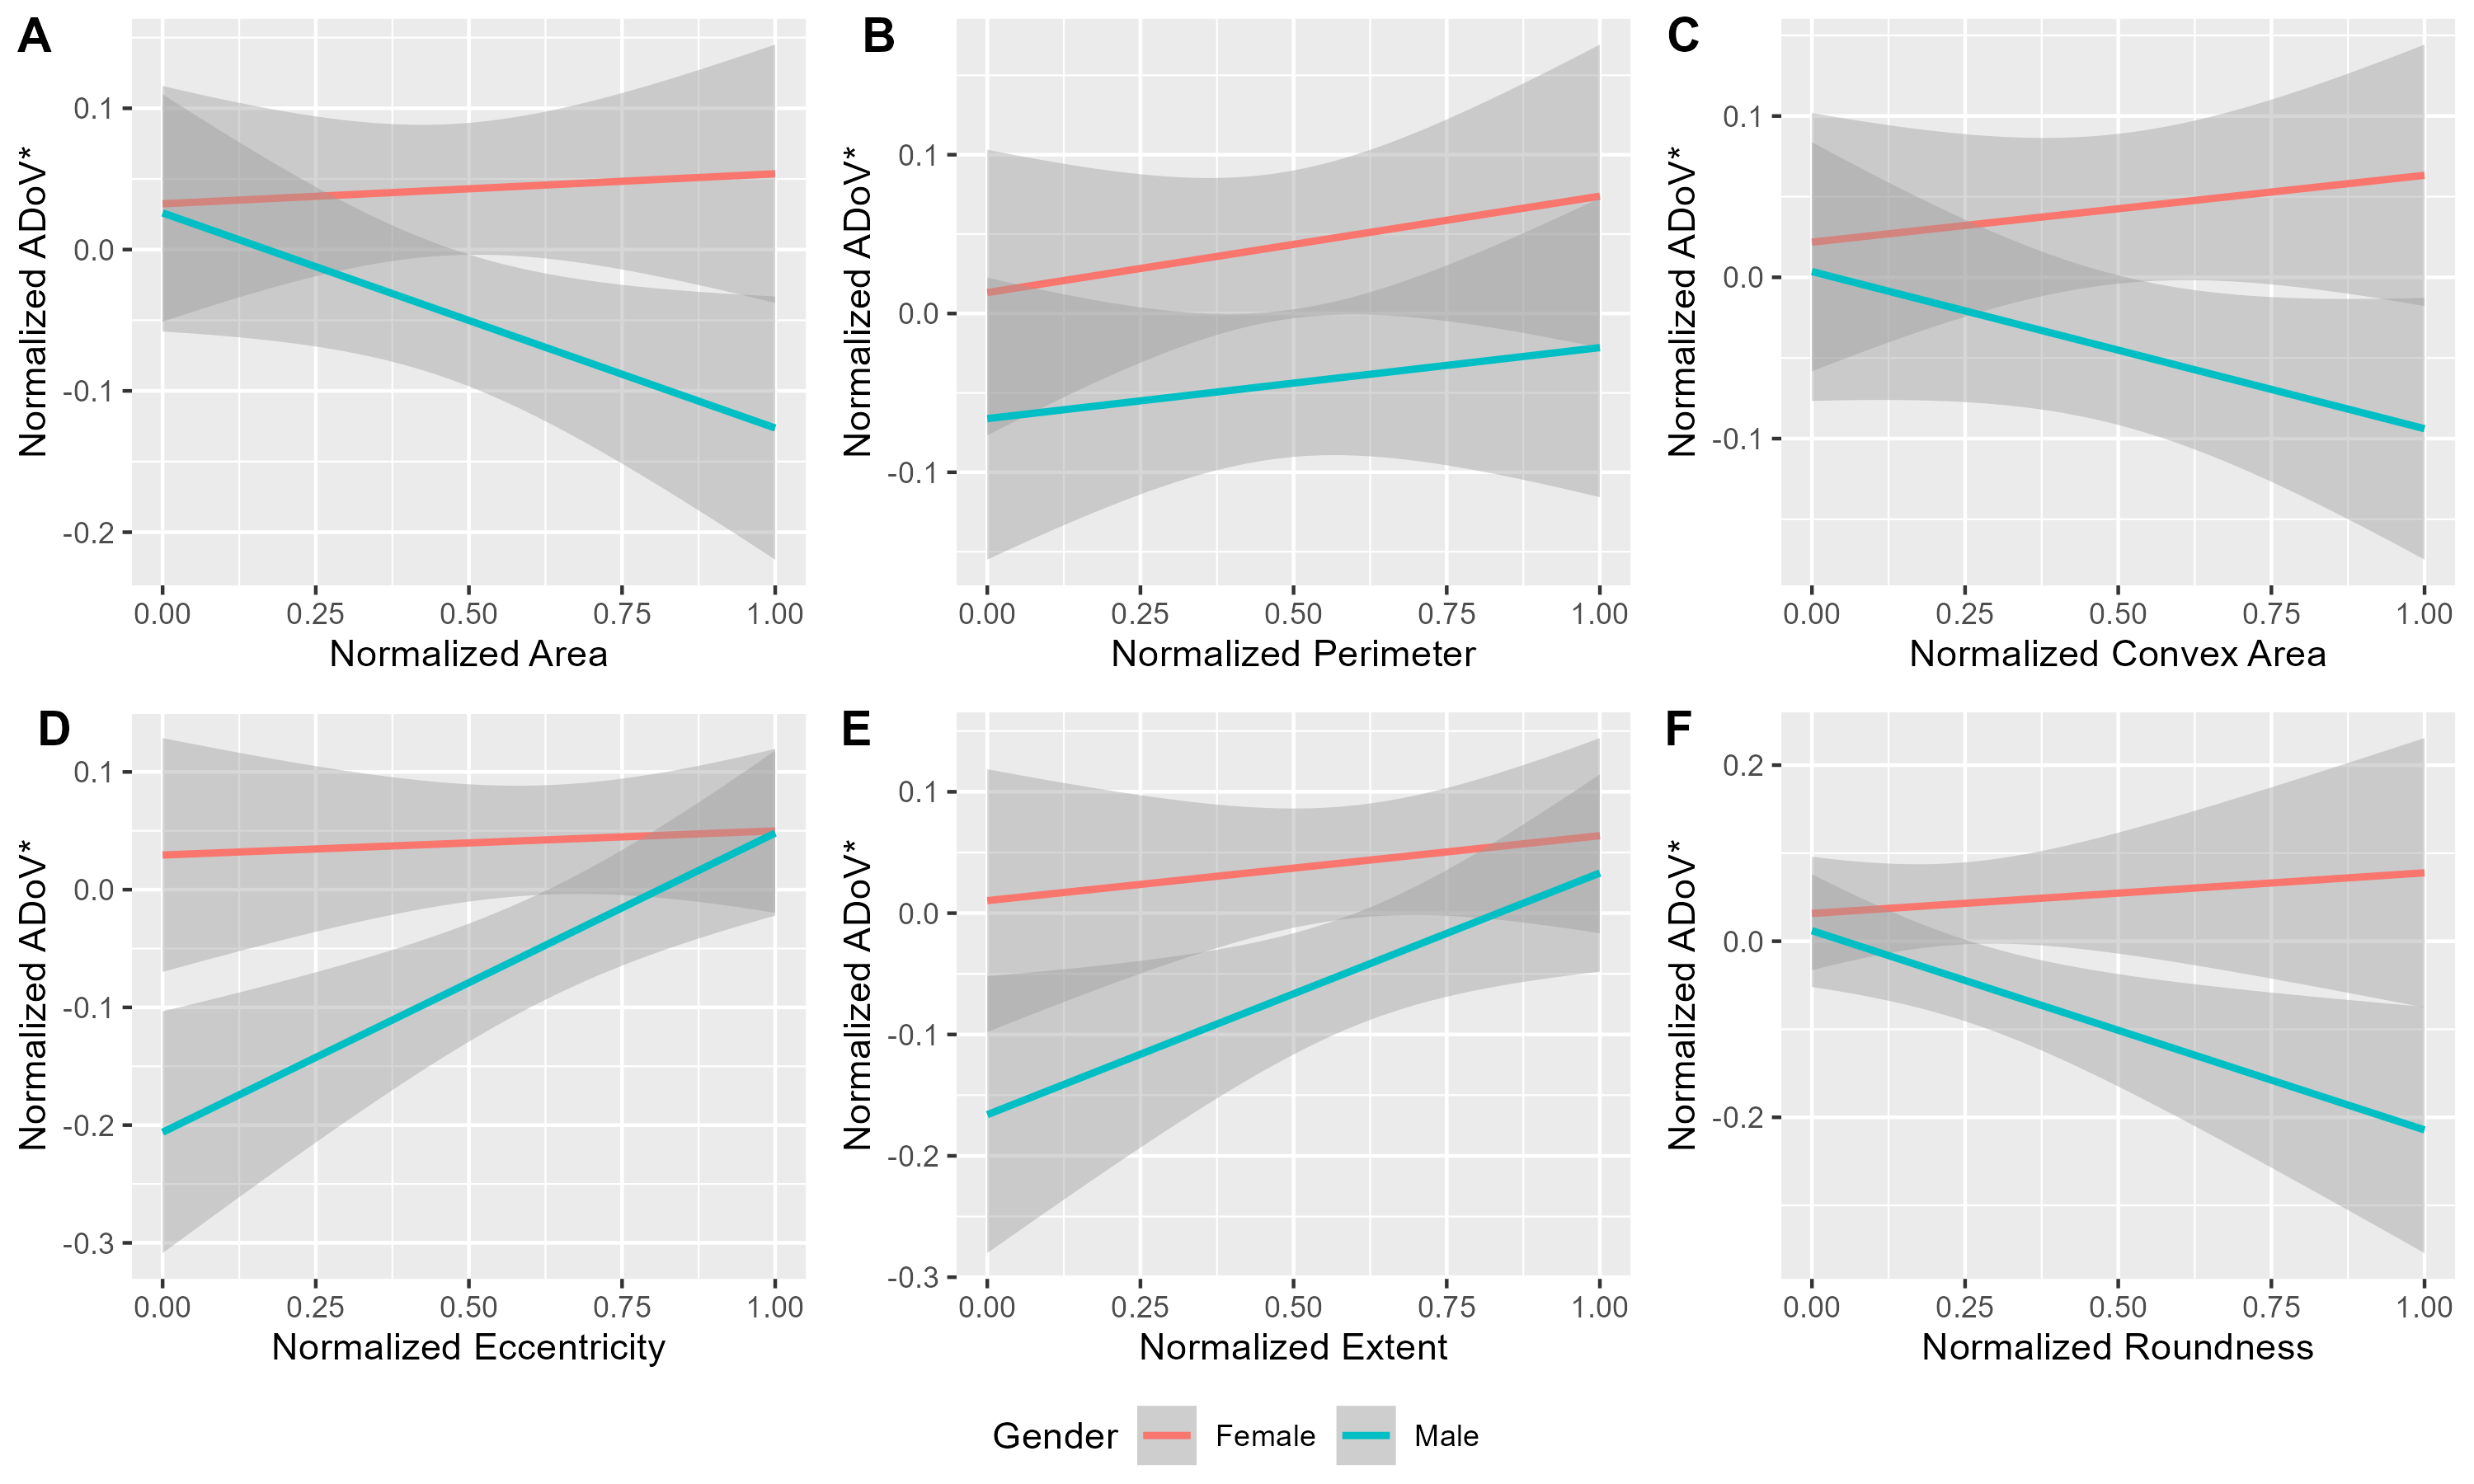 A
Normalized ADoV*
0.1
0.0
-0.1
-0.2
0.00 0.25 0.50 0.75 1.00
Normalized Area
B
Normalized ADoV*
0.1
0.0
-0.1
0.00 0.25 0.50 0.75 1.00
Normalized Perimeter
C
Normalized ADoV*
0.1
0.0
-0.1
0.00 0.25 0.50 0.75 1.00
Normalized Convex Area
D
Normalized ADoV*
0.1
0.0
-0.1
-0.2
-0.3
0.00 0.25 0.50 0.75 1.00
Normalized Eccentricity
E
Normalized ADoV*
0.1
0.0
-0.1
-0.2
-0.3
0.00 0.25 0.50 0.75 1.00
Normalized Extent
F
Normalized ADoV*
0.2
0.0
-0.2
0.00 0.25 0.50 0.75 1.00
Normalized Roundness
Gender Female Male